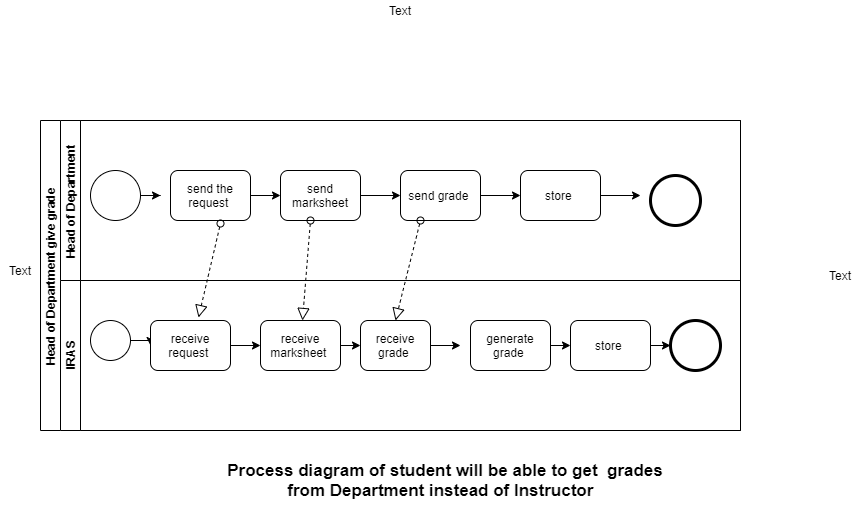 Text
Head of Department give grade
Head of Department
send the
request
send
marksheet
send grade
store
Text
Text
IRAS
receive
request
receive
marksheet
receive
grade
generate
grade
store
Process diagram of student will be able to get  grades
from Department instead of Instructor